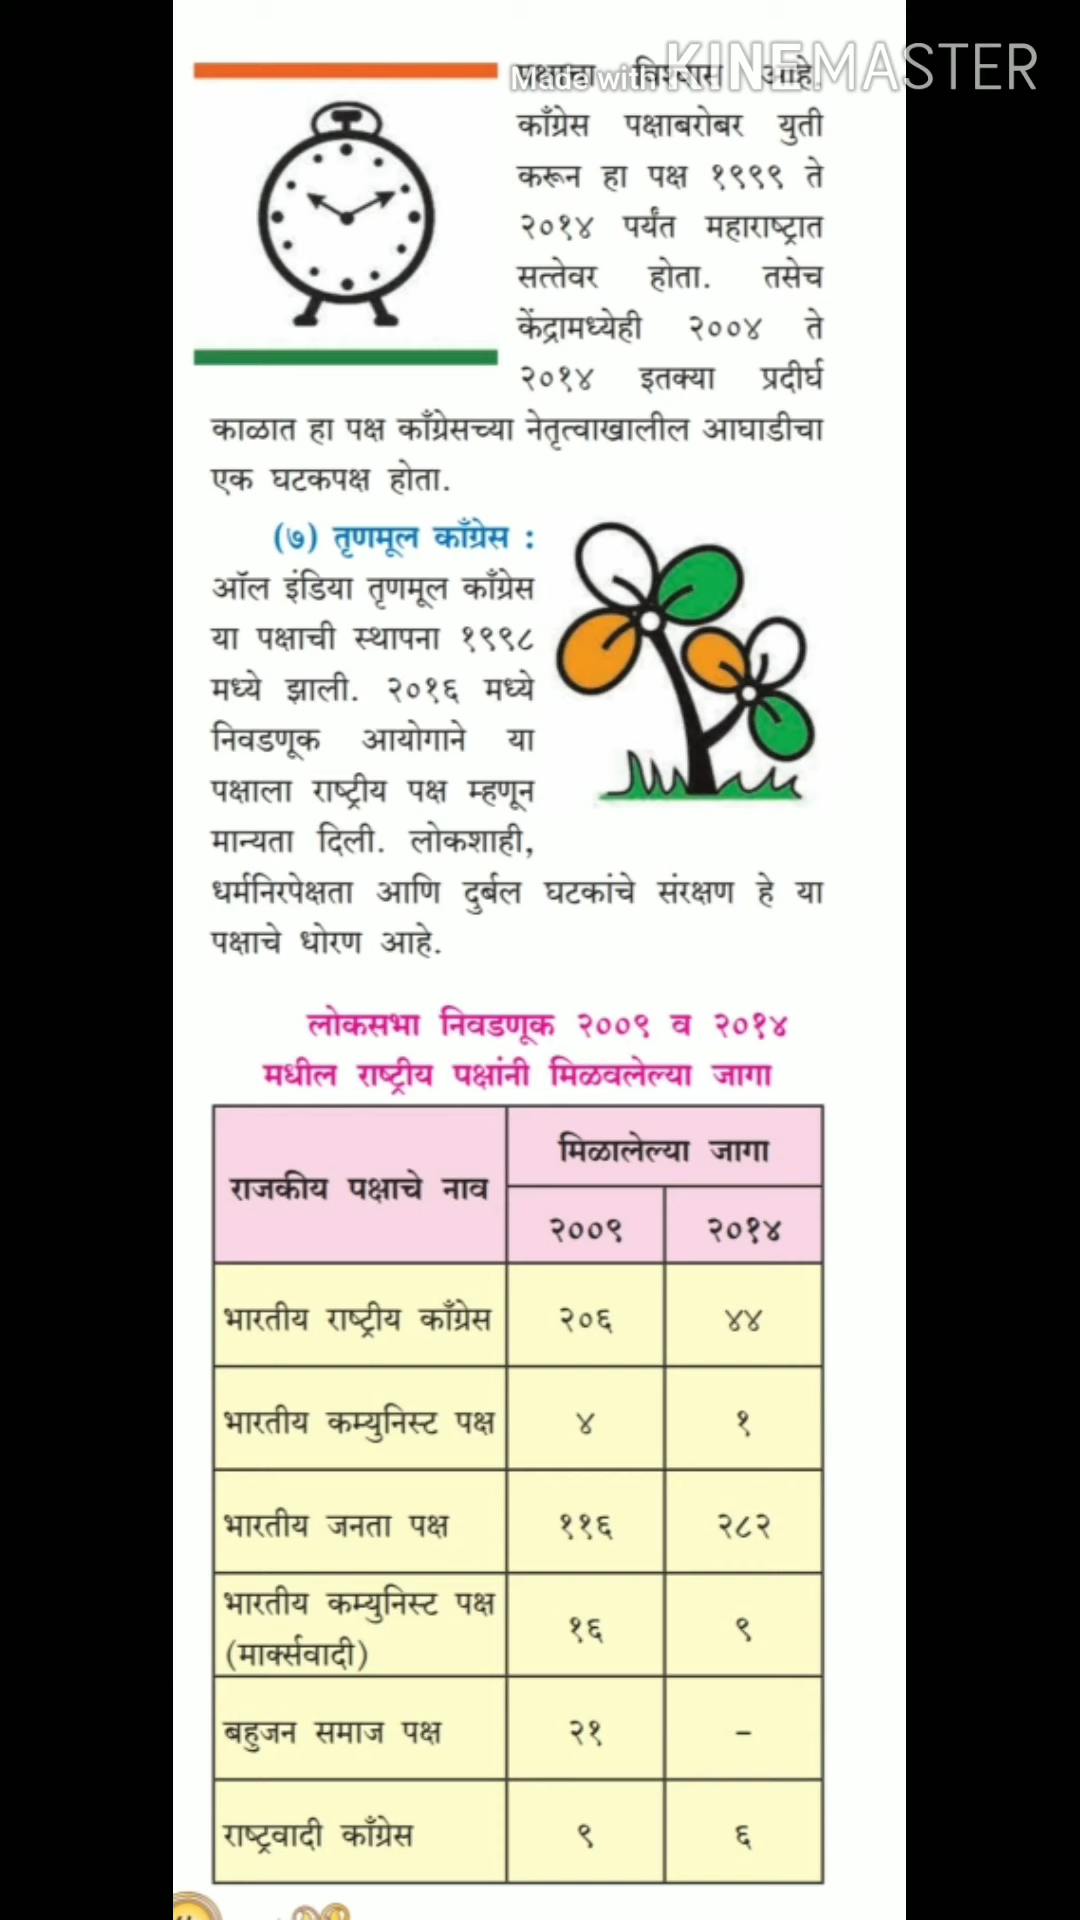 Made with KINEMASTER
विश्वास आहे.
काँग्रेस पक्षाबरोबर युती
करून हा पक्ष १९९९ ते
२०१४ पर्यंत महाराष्ट्रात
सत्तेवर होता. तसेच
केंद्रामध्येही २००४ ते
२०१४ इतक्या प्रदीर्घ
काळात हा पक्ष काँग्रेसच्या नेतृत्वाखालील आघाडीचा
एक घटकपक्ष होता.
(७) तृणमूल काँग्रेस :
ऑल इंडिया तृणमूल काँग्रेस
या पक्षाची स्थापना १९९८
मध्ये झाली. २०१६ मध्ये
निवडणूक आयोगाने या
पक्षाला राष्ट्रीय पक्ष म्हणून
मान्यता दिली. लोकशाही,
धर्मनिरपेक्षता आणि दुर्बल घटकांचे संरक्षण हे या
पक्षाचे धोरण आहे.
लोकसभा निवडणूक २००९ व २०१४
मधील राष्ट्रीय पक्षांनी मिळवलेल्या जागा
राजकीय पक्षाचे नाव मिळालेल्या जागा
२००९ २०१४
भारतीय राष्ट्रीय काँग्रेस २०६ ४४
भारतीय कम्युनिस्ट पक्ष ४ १
भारतीय जनता पक्ष ११६ २८२
भारतीय कम्युनिस्ट पक्ष
(मार्क्सवादी) १६ ९
बहुजन समाज पक्ष २१ –
राष्ट्रवादी काँग्रेस ९ ६